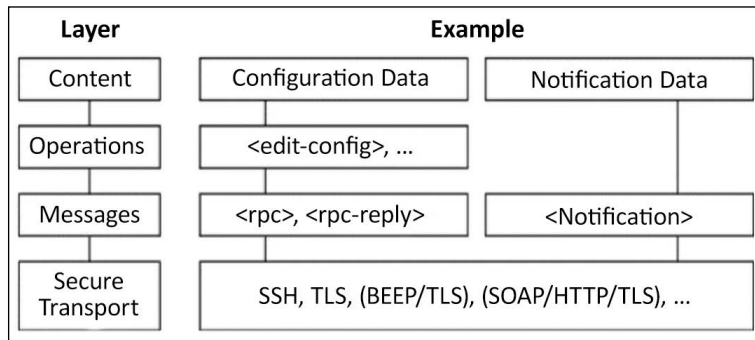 Layer Example
Content Configuration Data Notification Data
Operations <edit-config>, ...
Messages <rpc>, <rpc-reply> <Notification>
Secure
Transport SSH, TLS, (BEEP/TLS), (SOAP/HTTP/TLS), ...